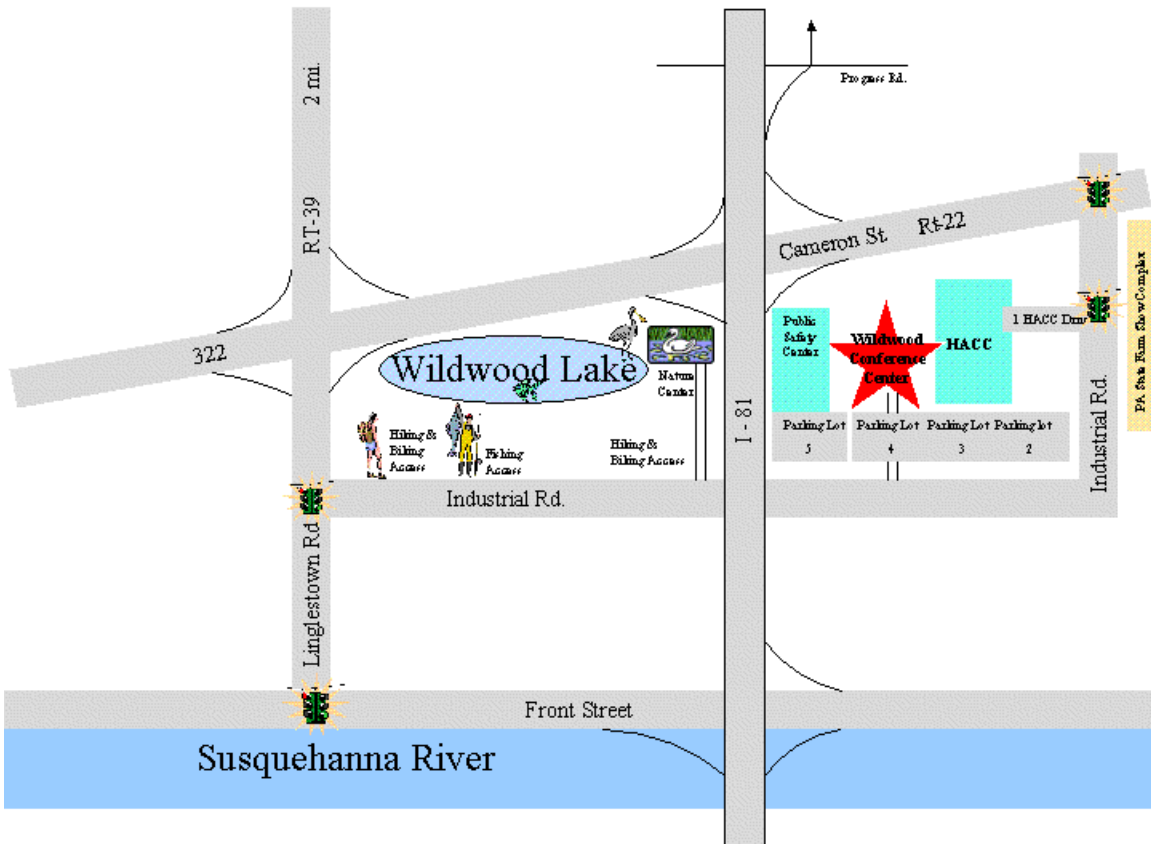 2 mi.
RT-39
Progress Rd.
Cameron St Rt-22
322
PA State Farm Show Complex
1 HACC Drive
Public
Safety
Center
Wildwood
Conference
Center
HACC
Wildwood Lake
Nature
Center
I - 81
Industrial Rd.
Hiking &
Biking
Access
Fishing
Access
Hiking &
Biking Access
Parking Lot
5
Parking Lot
4
Parking Lot
3
Parking lot
2
Industrial Rd.
Linglestown Rd
Front Street
Susquehanna River